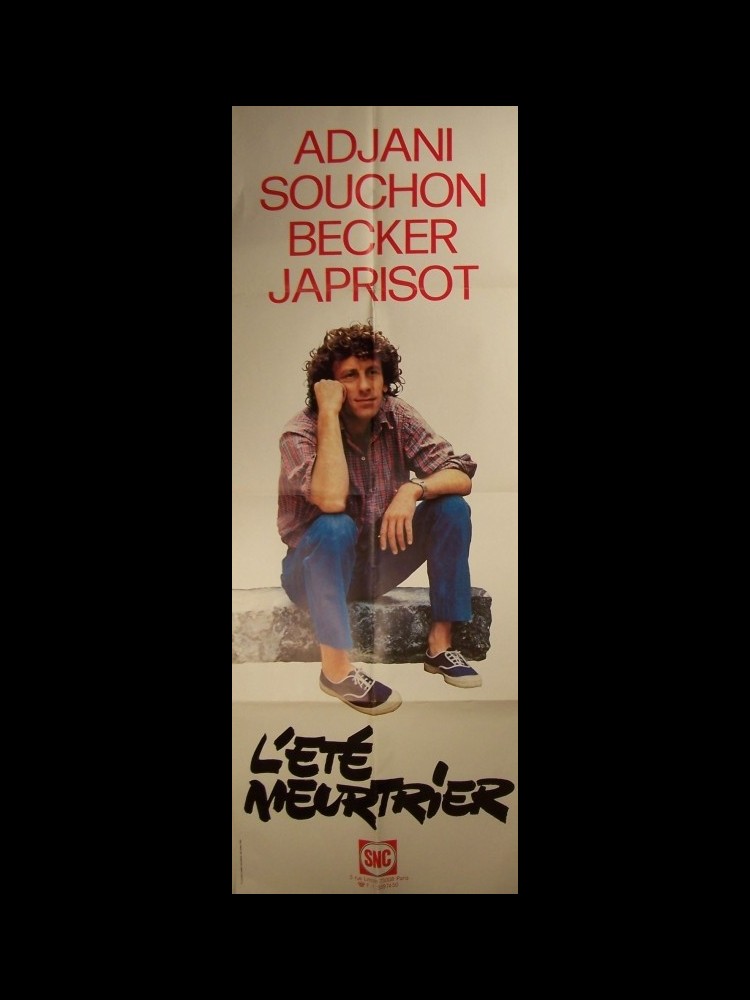 ADJANI
SOUCHON
BECKER
JAPRISOT
L'ETÉ
MEURTRIER
SNC